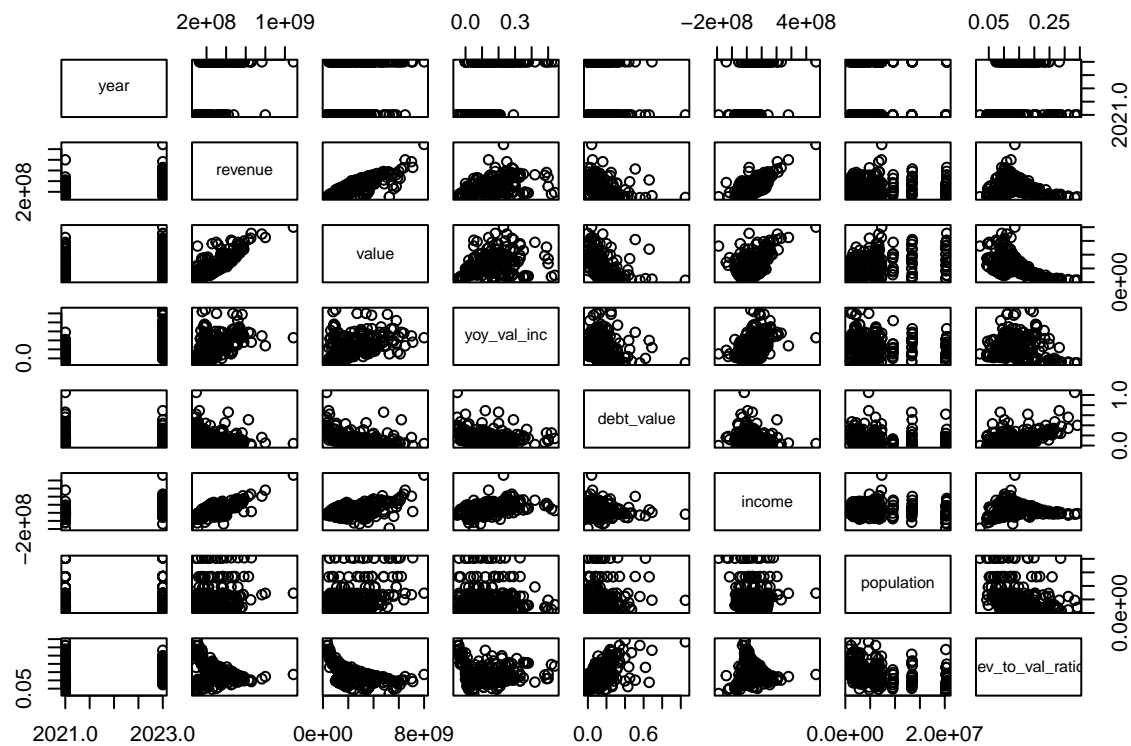 2e+08 1e+09 0.0 0.3 −2e+08 4e+08 0.05 0.25
year 2021.0
2e+08 revenue
value 0e+00
0.0 yoy_val_inc
debt_value 0.0 1.0
−2e+08 income
population 0.0e+00
0.05 ev_to_val_ratio
2021.0 2023.0 0e+00 8e+09 0.0 0.6 0.0e+00 2.0e+07